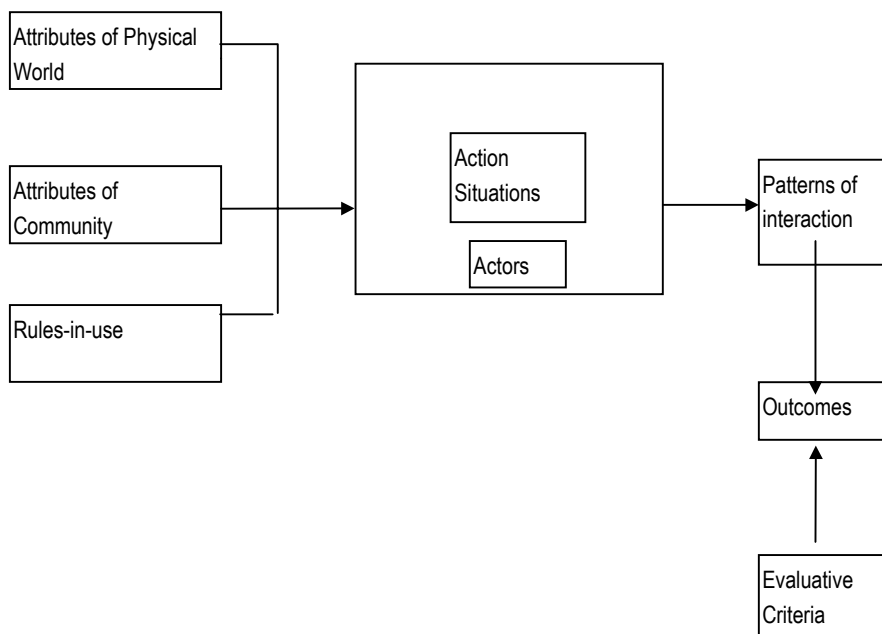 Attributes of Physical
World
Attributes of
Community
Rules-in-use
Action
Situations
Actors
Patterns of
interaction
Outcomes
Evaluative
Criteria